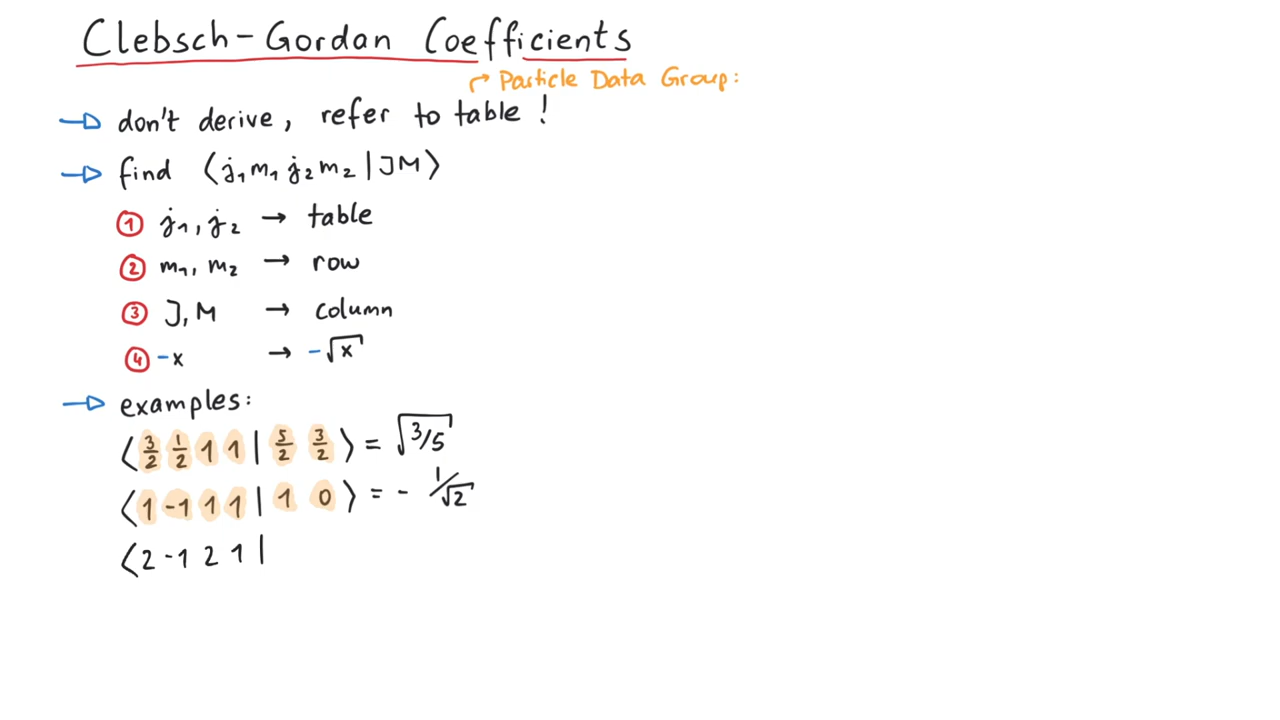 Clebsch-Gordan Coefficients
↱ Particle Data Group:
→ don't derive, refer to table!
→ find ⟨j₁m₁j₂m₂|JM⟩
① j₁, j₂ → table
② m₁, m₂ → row
③ J, M → column
④ -x → -√x
→ examples:
⟨3/2 1/2 1 1 | 5/2 3/2⟩ = √3/5
⟨1 -1 1 1 | 1 0⟩ = - 1/√2
⟨2 -1 2 1 |